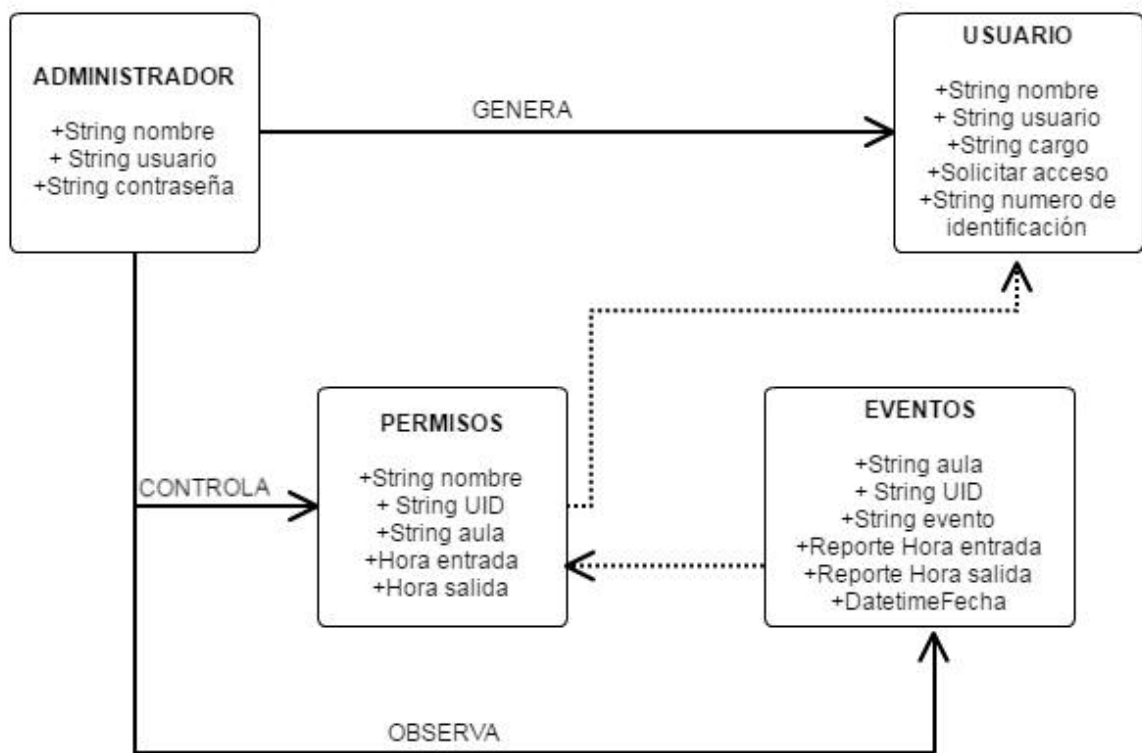 ADMINISTRADOR
+String nombre
+ String usuario
+String contraseña
GENERA
USUARIO
+String nombre
+ String usuario
+String cargo
+Solicitar acceso
+String numero de
identificación
CONTROLA
PERMISOS
+String nombre
+ String UID
+String aula
+Hora entrada
+Hora salida
EVENTOS
+String aula
+ String UID
+String evento
+Reporte Hora entrada
+Reporte Hora salida
+DatetimeFecha
OBSERVA